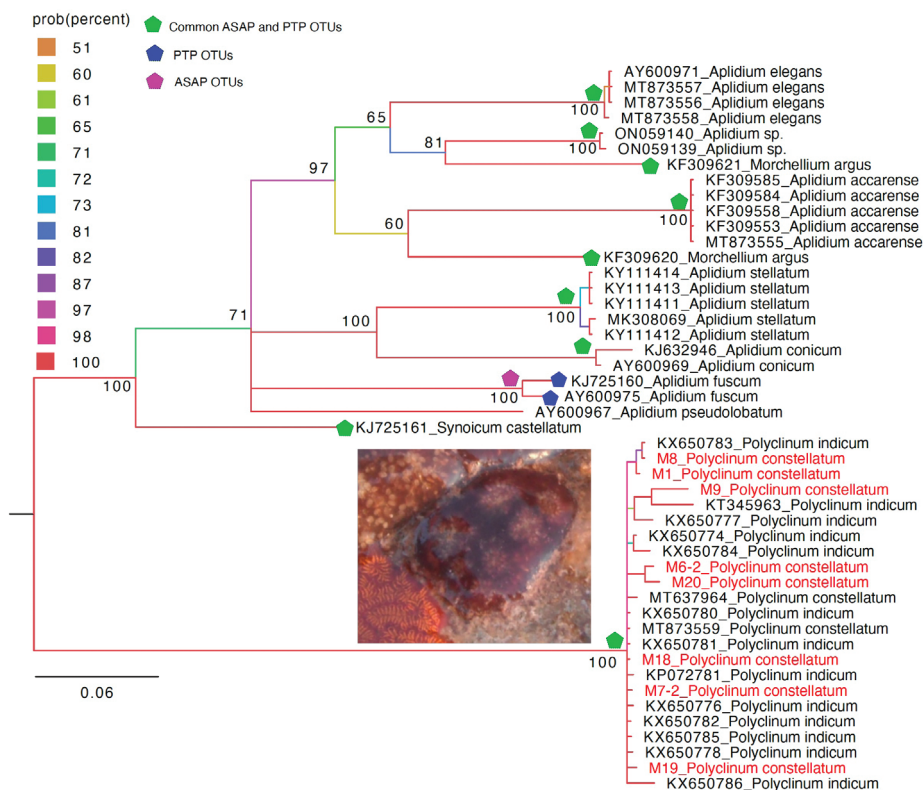 prob(percent)
51
60
61
65
71
72
73
81
82
87
97
98
100
Common ASAP and PTP OTUs
PTP OTUs
ASAP OTUs
AY600971_Aplidium elegans
MT873557_Aplidium elegans
MT873556_Aplidium elegans
100
MT873558_Aplidium elegans
65
ON059140_Aplidium sp.
81
100
ON059139_Aplidium sp.
KF309621_Morchellium argus
97
KF309585_Aplidium accarense
KF309584_Aplidium accarense
KF309558_Aplidium accarense
100
60
KF309553_Aplidium accarense
MT873555_Aplidium accarense
KF309620_Morchellium argus
KY111414_Aplidium stellatum
KY111413_Aplidium stellatum
KY111411_Aplidium stellatum
71
100
100
MK308069_Aplidium stellatum
KY111412_Aplidium stellatum
KJ632946_Aplidium conicum
AY600969_Aplidium conicum
100
KJ725160_Aplidium fuscum
100
AY600975_Aplidium fuscum
AY600967_Aplidium pseudolobatum
KJ725161_Synoicum castellatum
KX650783_Polyclinum indicum
M8_Polyclinum constellatum
M1_Polyclinum constellatum
M9_Polyclinum constellatum
KT345963_Polyclinum indicum
KX650777_Polyclinum indicum
KX650774_Polyclinum indicum
KX650784_Polyclinum indicum
M6-2_Polyclinum constellatum
M20_Polyclinum constellatum
MT637964_Polyclinum constellatum
KX650780_Polyclinum indicum
MT873559_Polyclinum constellatum
KX650781_Polyclinum indicum
100
M18_Polyclinum constellatum
KP072781_Polyclinum indicum
M7-2_Polyclinum constellatum
KX650776_Polyclinum indicum
KX650782_Polyclinum indicum
KX650785_Polyclinum indicum
KX650778_Polyclinum indicum
M19_Polyclinum constellatum
KX650786_Polyclinum indicum
0.06